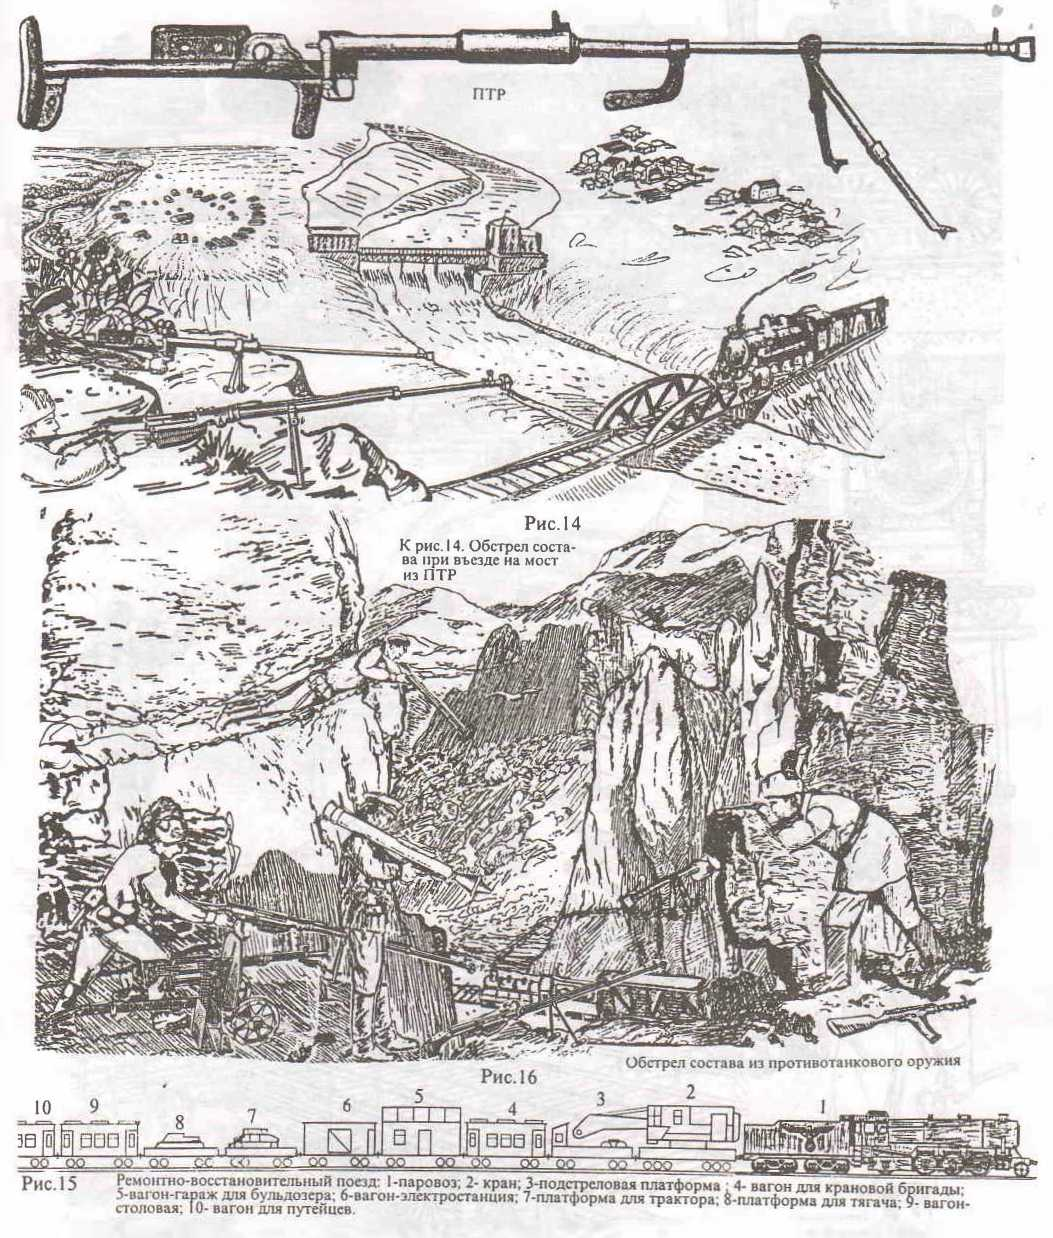 ПТР
Рис.14
К рис.14. Обстрел соста-
ва при въезде на мост
из ПТР
Обстрел состава из противотанкового оружия
Рис.16
10 9 8 7 6 5 4 3 2 1
Рис.15
Ремонтно-восстановительный поезд: 1-паровоз; 2- кран; 3-подстреловая платформа ; 4- вагон для крановой бригады;
5-вагон-гараж для бульдозера; 6-вагон-электростанция; 7-платформа для трактора; 8-платформа для тягача; 9- вагон-
столовая; 10- вагон для путейцев.